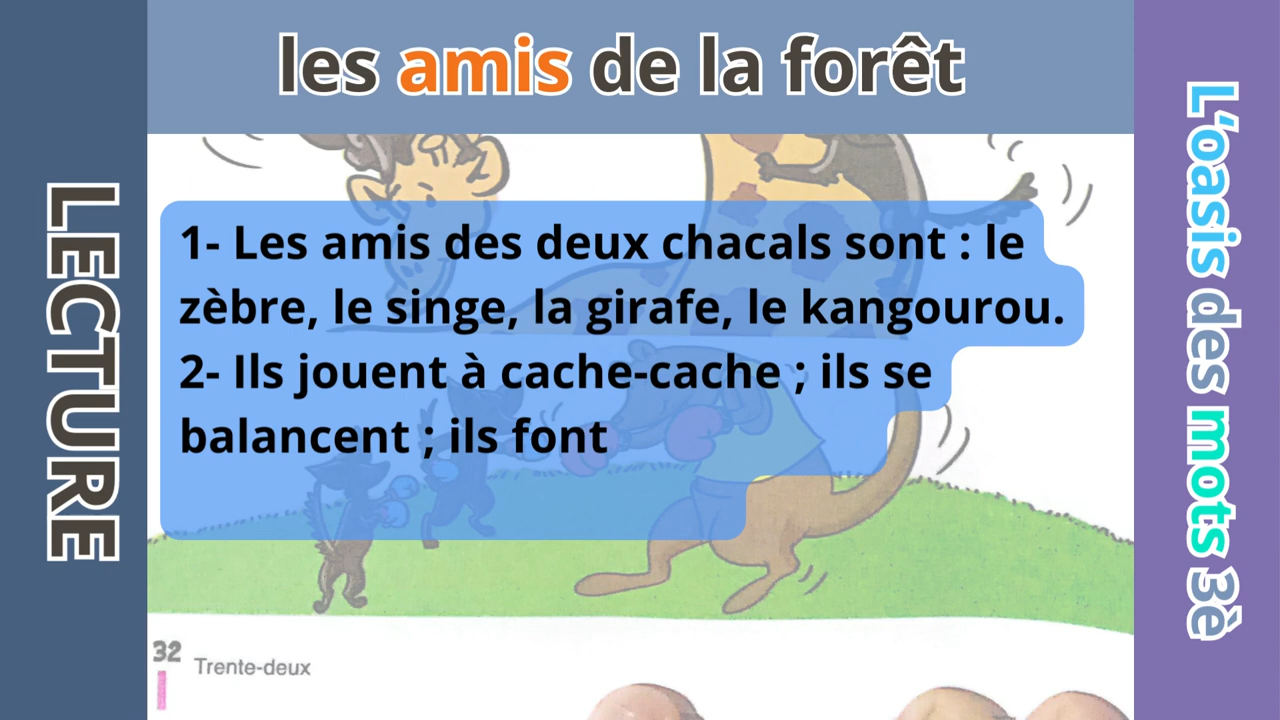 les amis de la forêt
LECTURE
1- Les amis des deux chacals sont : le
zèbre, le singe, la girafe, le kangourou.
2- Ils jouent à cache-cache ; ils se
balancent ; ils font
32
Trente-deux
L'oasis des mots 3è